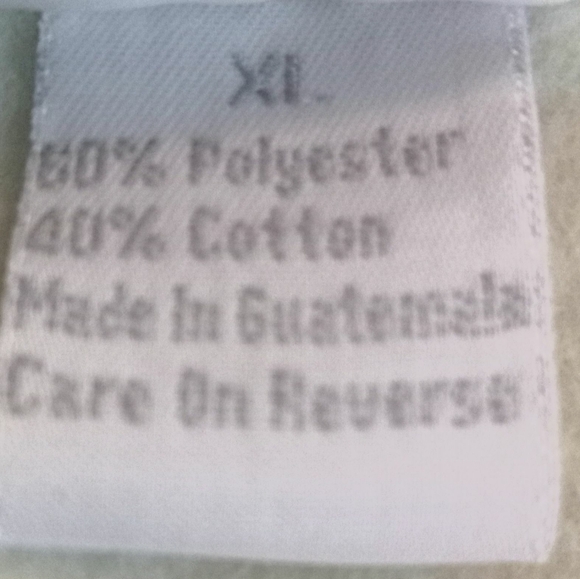 XL
60% Polyester
40% Cotton
Made In Guatemala
Care On Reverse